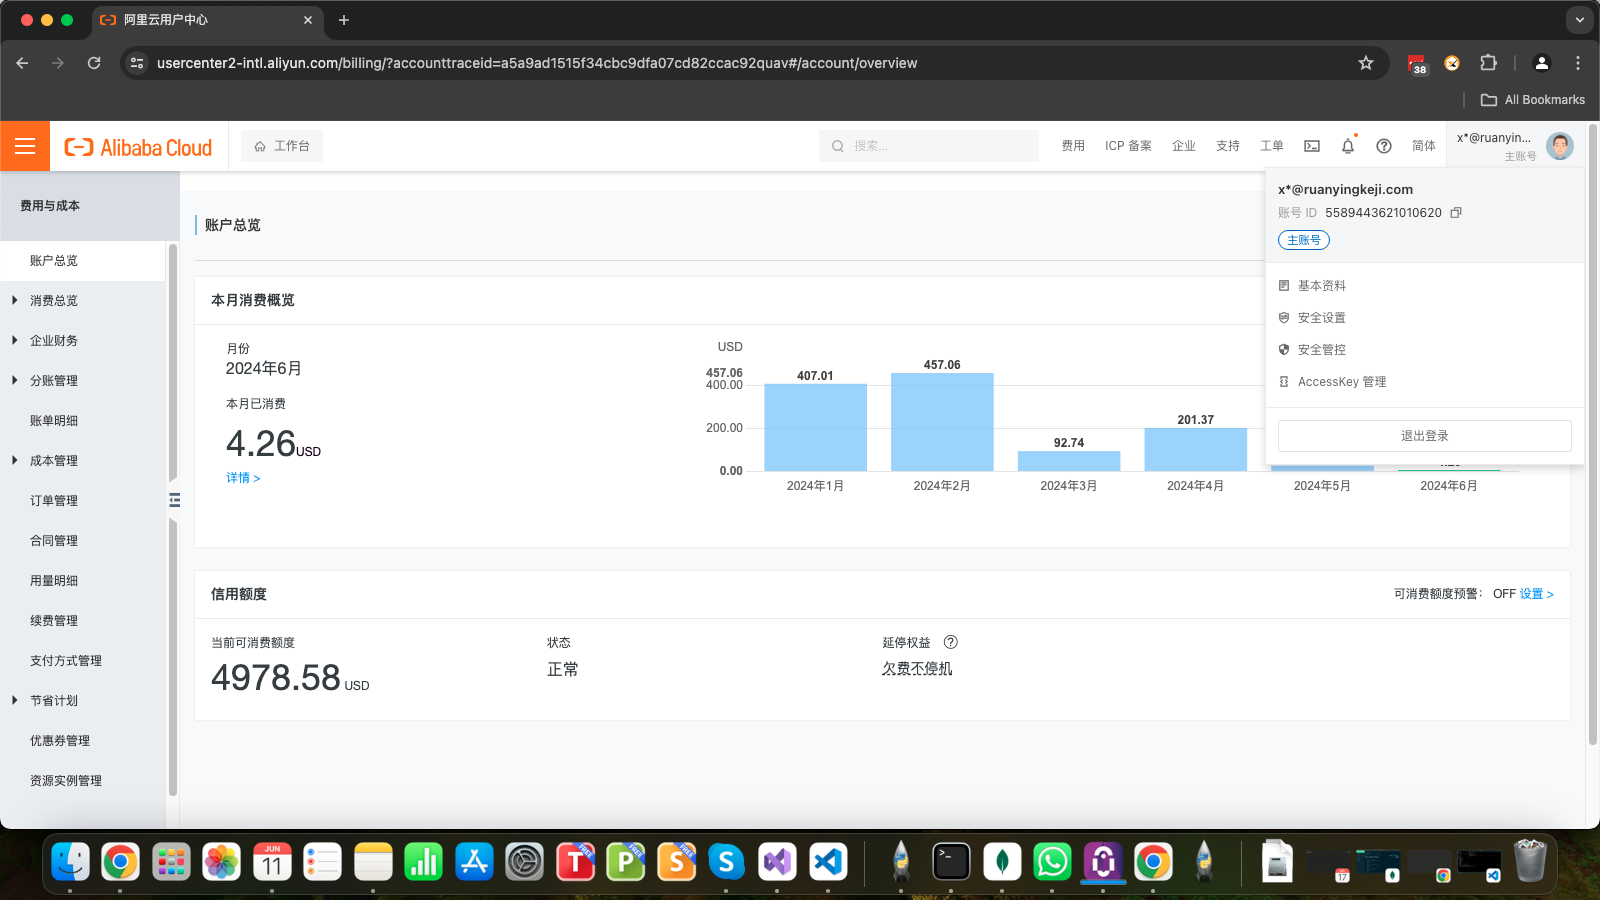 阿里云用户中心
usercenter2-intl.aliyun.com/billing/?accounttraceid=a5a9ad1515f34cbc9dfa07cd82ccac92quav#/account/overview
38
All Bookmarks
Alibaba Cloud
工作台
搜索...
费用
ICP 备案
企业
支持
工单
简体
x*@ruanyin...
主账号
x*@ruanyingkeji.com
账号 ID 5589443621010620
主账号
基本资料
安全设置
安全管控
AccessKey 管理
退出登录
费用与成本
账户总览
消费总览
企业财务
分账管理
账单明细
成本管理
订单管理
合同管理
用量明细
续费管理
支付方式管理
节省计划
优惠券管理
资源实例管理
账户总览
本月消费概览
月份
2024年6月
本月已消费
4.26USD
详情 >
USD
457.06
400.00
200.00
0.00
407.01
457.06
92.74
201.37
2024年1月
2024年2月
2024年3月
2024年4月
2024年5月
2024年6月
信用额度
可消费额度预警： OFF 设置 >
当前可消费额度
4978.58 USD
状态
正常
延停权益
欠费不停机
JUN
11
T
FREE
P
FREE
S
FREE
17